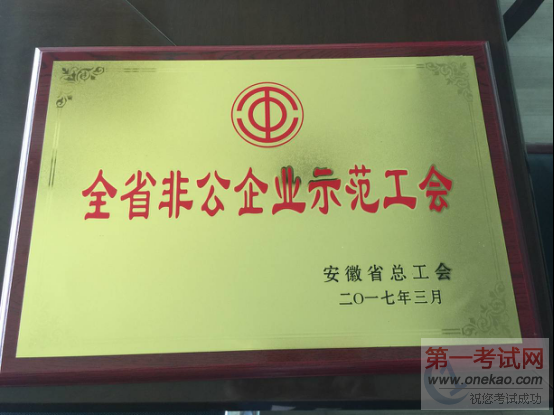 全省非公企业示范工会
安徽省总工会
二〇一七年三月
第一考试网
www.onekao.com
祝您考试成功